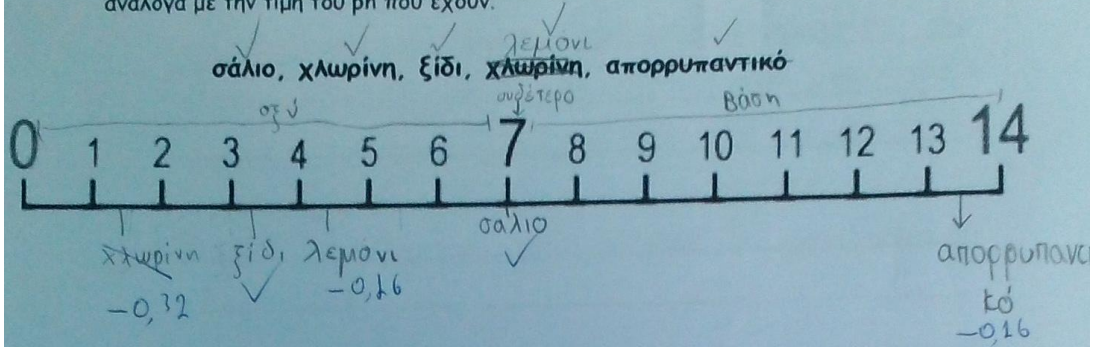 ανάλογα με την τιμή του pH που έχουν.
λεμόνι
σάλιο, χλωρίνη, ξίδι, χλωρίνη, απορρυπαντικό
οξύ ουδέτερο βάση
0 1 2 3 4 5 6 7 8 9 10 11 12 13 14
χλωρίνη ξίδι λεμόνι σάλιο απορρυπαντ
κό
-0,32 -0,16 -0,16